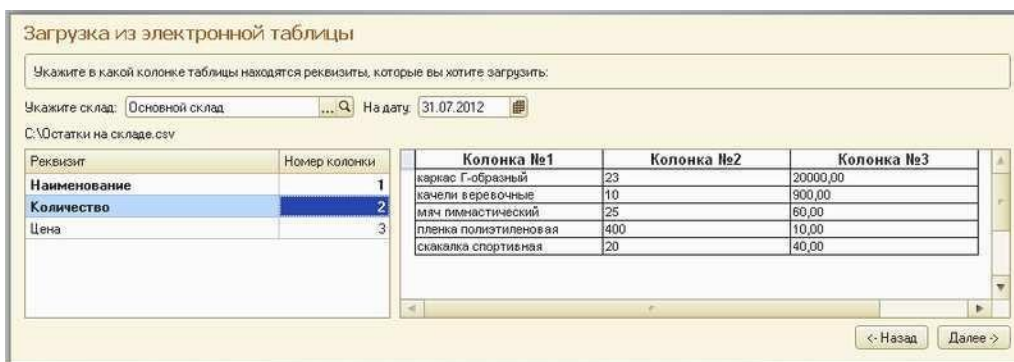 Загрузка из электронной таблицы
Укажите в какой колонке таблицы находятся реквизиты, которые вы хотите загрузить:
Укажите склад: Основной склад ... На дату: 31.07.2012
C:\Остатки на складе.csv
Реквизит Номер колонки
Наименование 1
Количество 2
Цена 3
Колонка №1 Колонка №2 Колонка №3
каркас Г-образный 23 20000,00
качели веревочные 10 900,00
мяч гимнастический 25 60,00
пленка полиэтиленовая 400 10,00
скакалка спортивная 20 40,00
<- Назад Далее ->